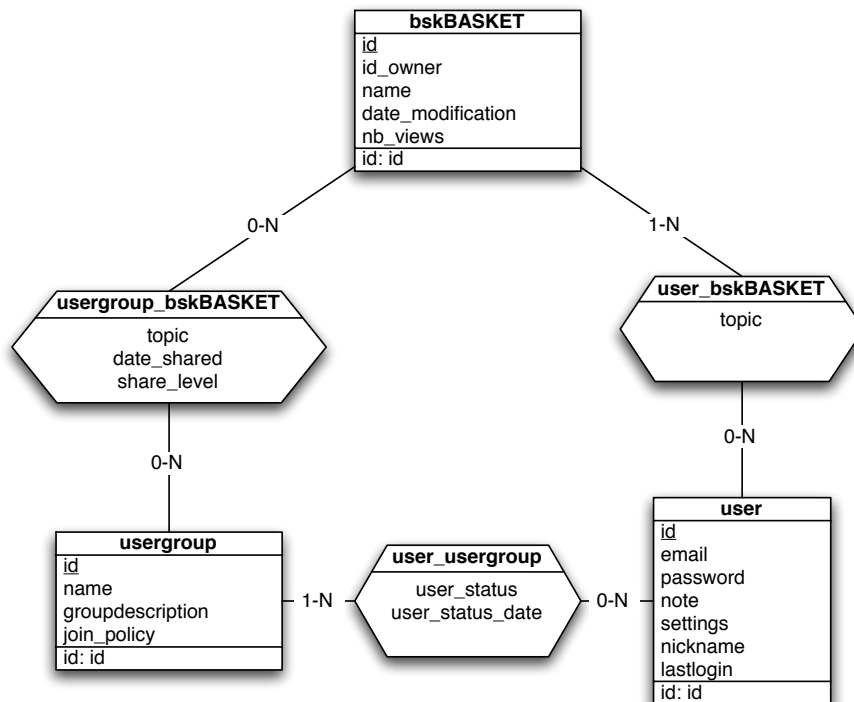 bskBASKET
id
id_owner
name
date_modification
nb_views
id: id
0-N
1-N
usergroup_bskBASKET
topic
date_shared
share_level
user_bskBASKET
topic
0-N
0-N
usergroup
id
name
groupdescription
join_policy
id: id
1-N
user_usergroup
user_status
user_status_date
0-N
user
id
email
password
note
settings
nickname
lastlogin
id: id